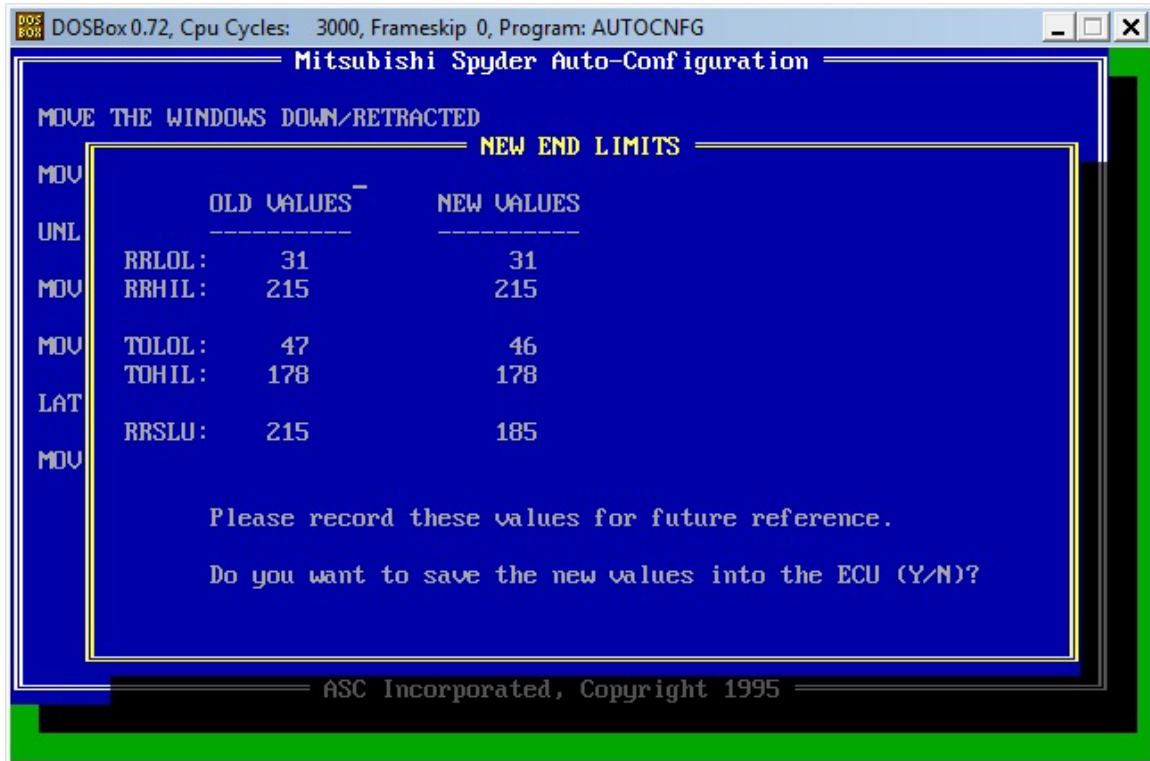 DOSBox 0.72, Cpu Cycles: 3000, Frameskip 0, Program: AUTOCNFG
Mitsubishi Spyder Auto-Configuration
MOVE THE WINDOWS DOWN/RETRACTED
NEW END LIMITS
MOV
OLD VALUES NEW VALUES
UNL ---------- ----------
RRLOL: 31 31
MOV RRHIL: 215 215
MOV TOLOL: 47 46
TOHIL: 178 178
LAT
RRSLU: 215 185
MOV
Please record these values for future reference.
Do you want to save the new values into the ECU (Y/N)?
ASC Incorporated, Copyright 1995